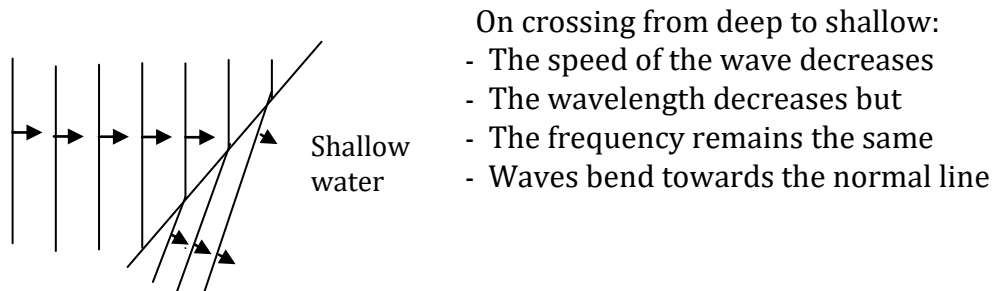 On crossing from deep to shallow:
- The speed of the wave decreases
- The wavelength decreases but
- The frequency remains the same
- Waves bend towards the normal line
Shallow
water